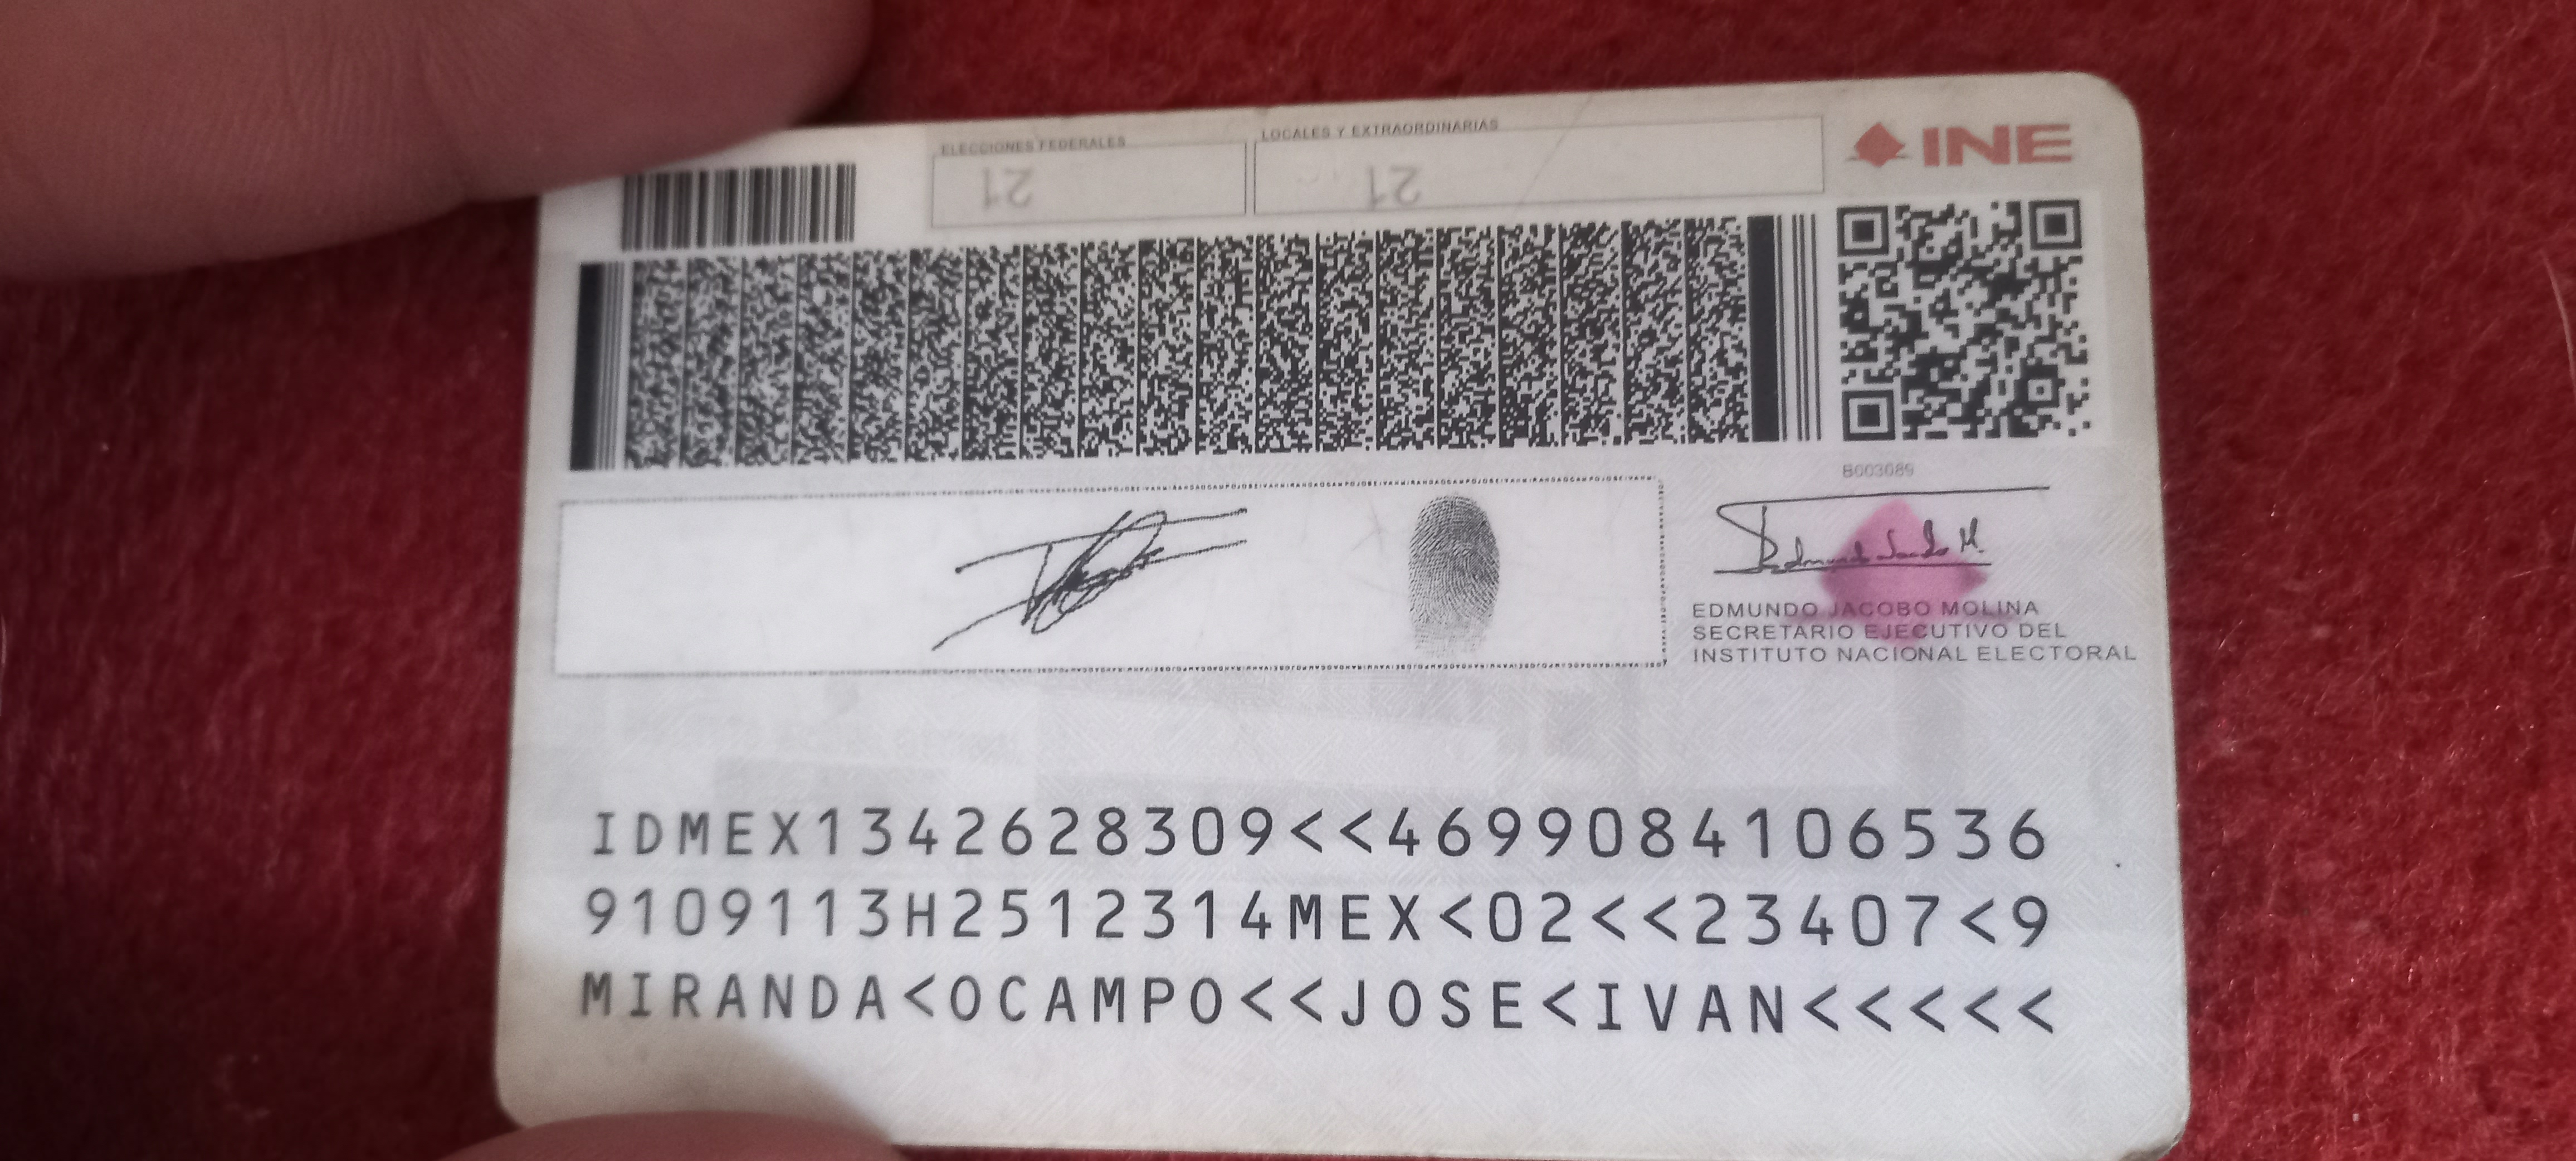 ELECCIONES FEDERALES
LOCALES Y EXTRAORDINARIAS
INE
21
21
EDMUNDO JACOBO MOLINA
SECRETARIO EJECUTIVO DEL
INSTITUTO NACIONAL ELECTORAL
IDMEX1342628309<<4699084106536
9109113H2512314MEX<02<<23407<9
MIRANDA<OCAMPO<<JOSE<IVAN<<<<<